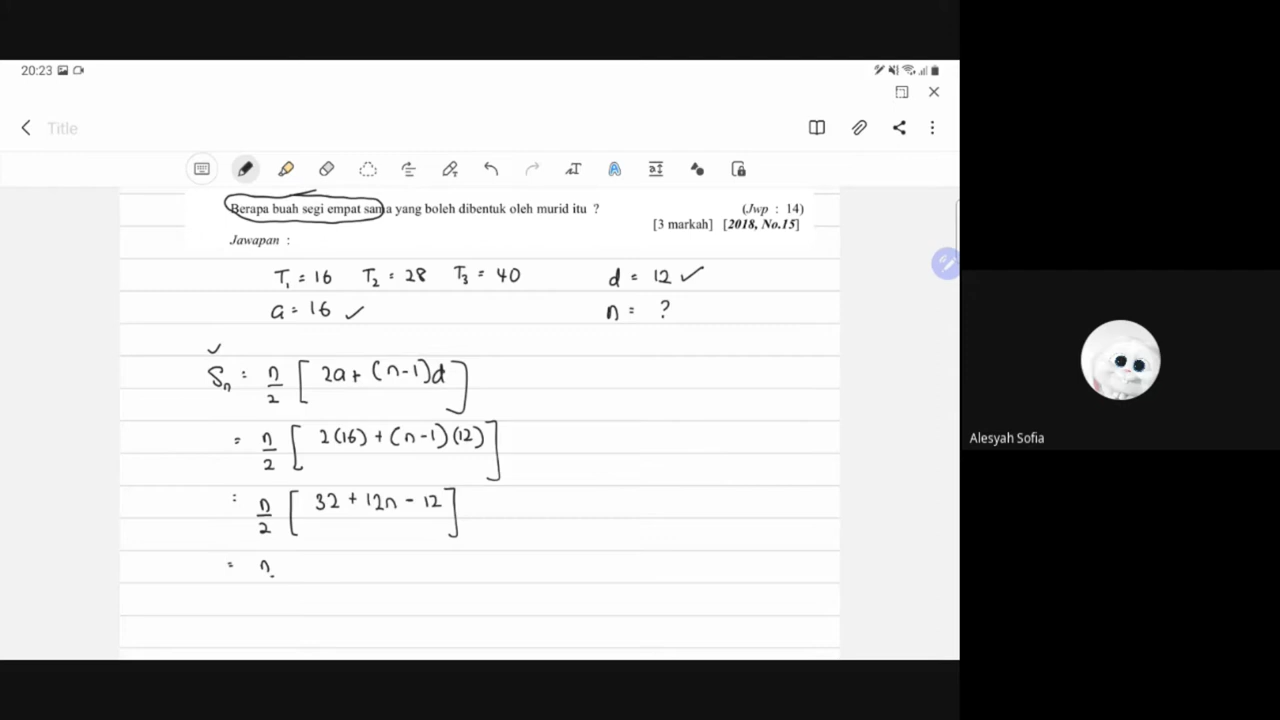 20:23
Title
Berapa buah segi empat sama yang boleh dibentuk oleh murid itu ? (Jwp : 14)
[3 markah] [2018, No.15]
Jawapan :
T₁ = 16 T₂ = 28 T₃ = 40 d = 12 ✓
a = 16 ✓ n = ?
✓
Sₙ = n/2 [ 2a + (n-1)d ]
= n/2 [ 2(16) + (n-1)(12) ]
= n/2 [ 32 + 12n - 12 ]
= n
Alesyah Sofia